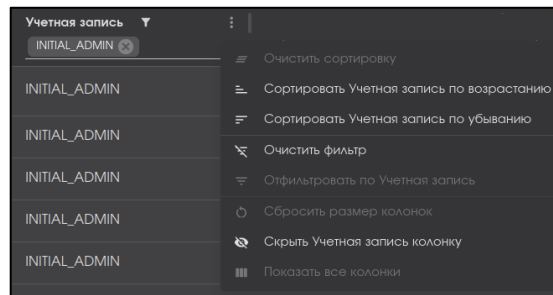 Учетная запись
INITIAL_ADMIN
Очистить сортировку
INITIAL_ADMIN
Сортировать Учетная запись по возрастанию
Сортировать Учетная запись по убыванию
INITIAL_ADMIN
Очистить фильтр
INITIAL_ADMIN
Отфильтровать по Учетная запись
INITIAL_ADMIN
Сбросить размер колонок
Скрыть Учетная запись колонку
INITIAL_ADMIN
Показать все колонки